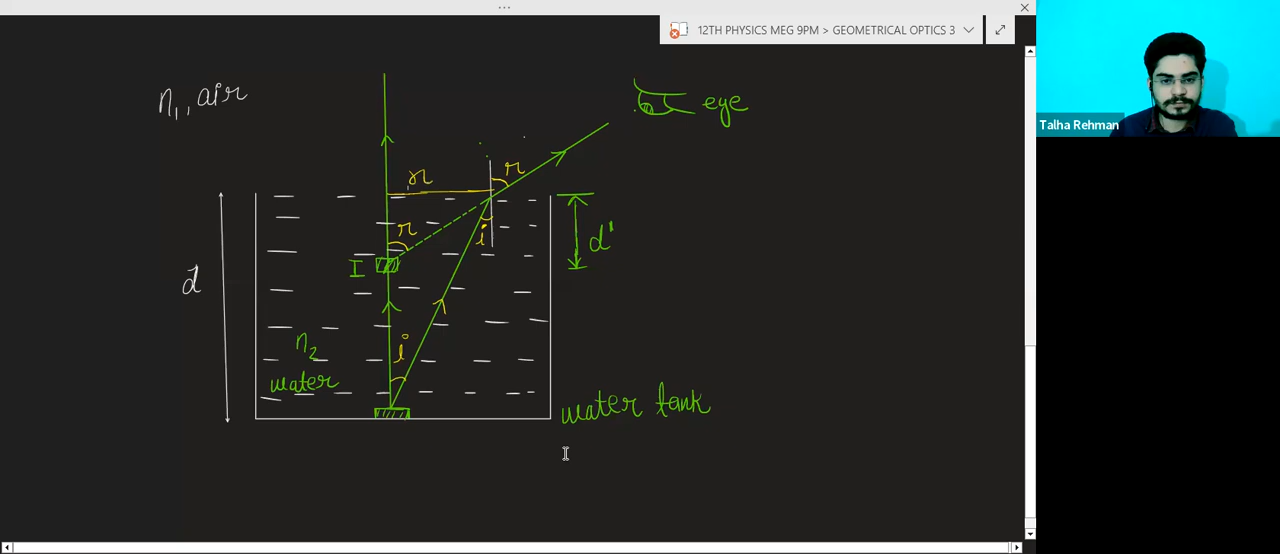 12TH PHYSICS MEG 9PM > GEOMETRICAL OPTICS 3
n₁, air
eye
Talha Rehman
x
r
r
i
d'
I
d
n₂
i
water
water tank